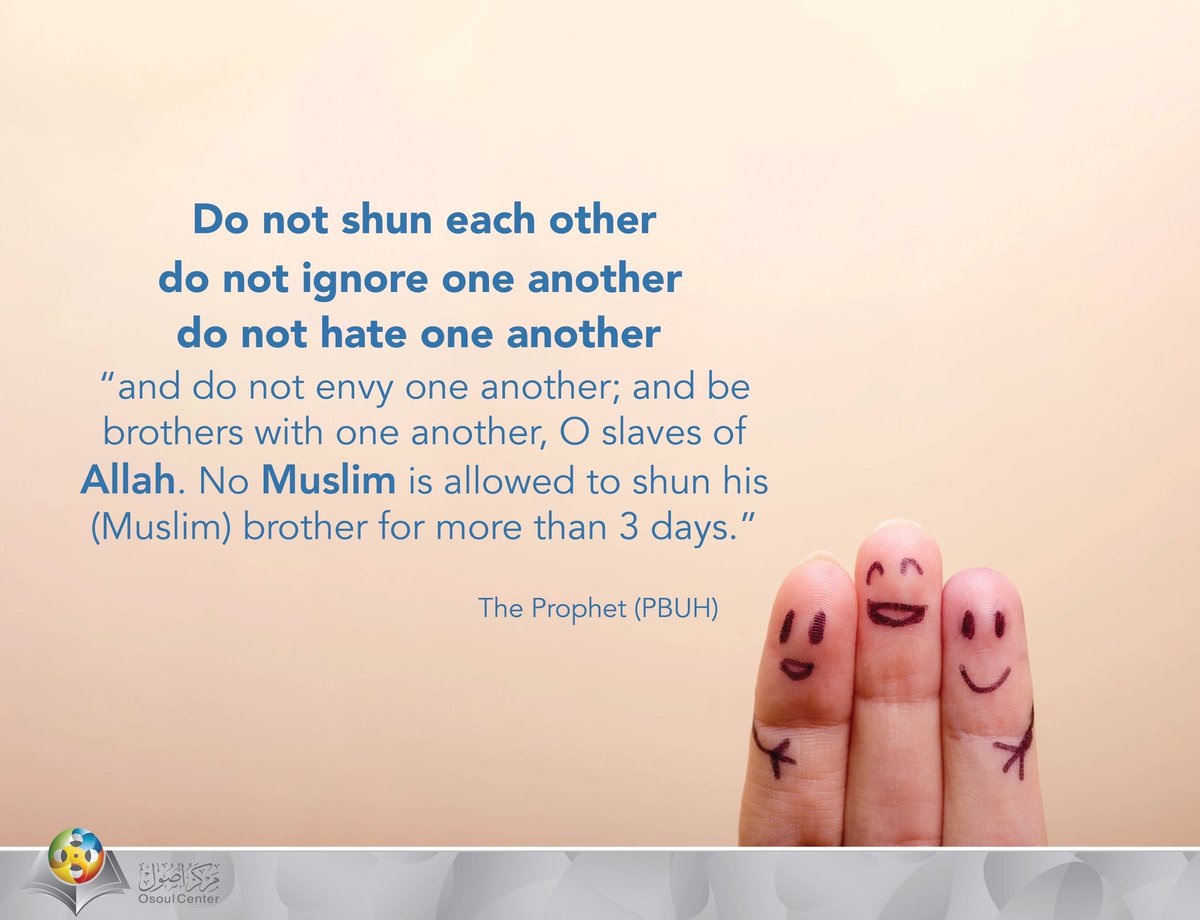 Do not shun each other
do not ignore one another
do not hate one another
“and do not envy one another; and be
brothers with one another, O slaves of
Allah. No Muslim is allowed to shun his
(Muslim) brother for more than 3 days.”
The Prophet (PBUH)
مركز أصول
Osoul Center